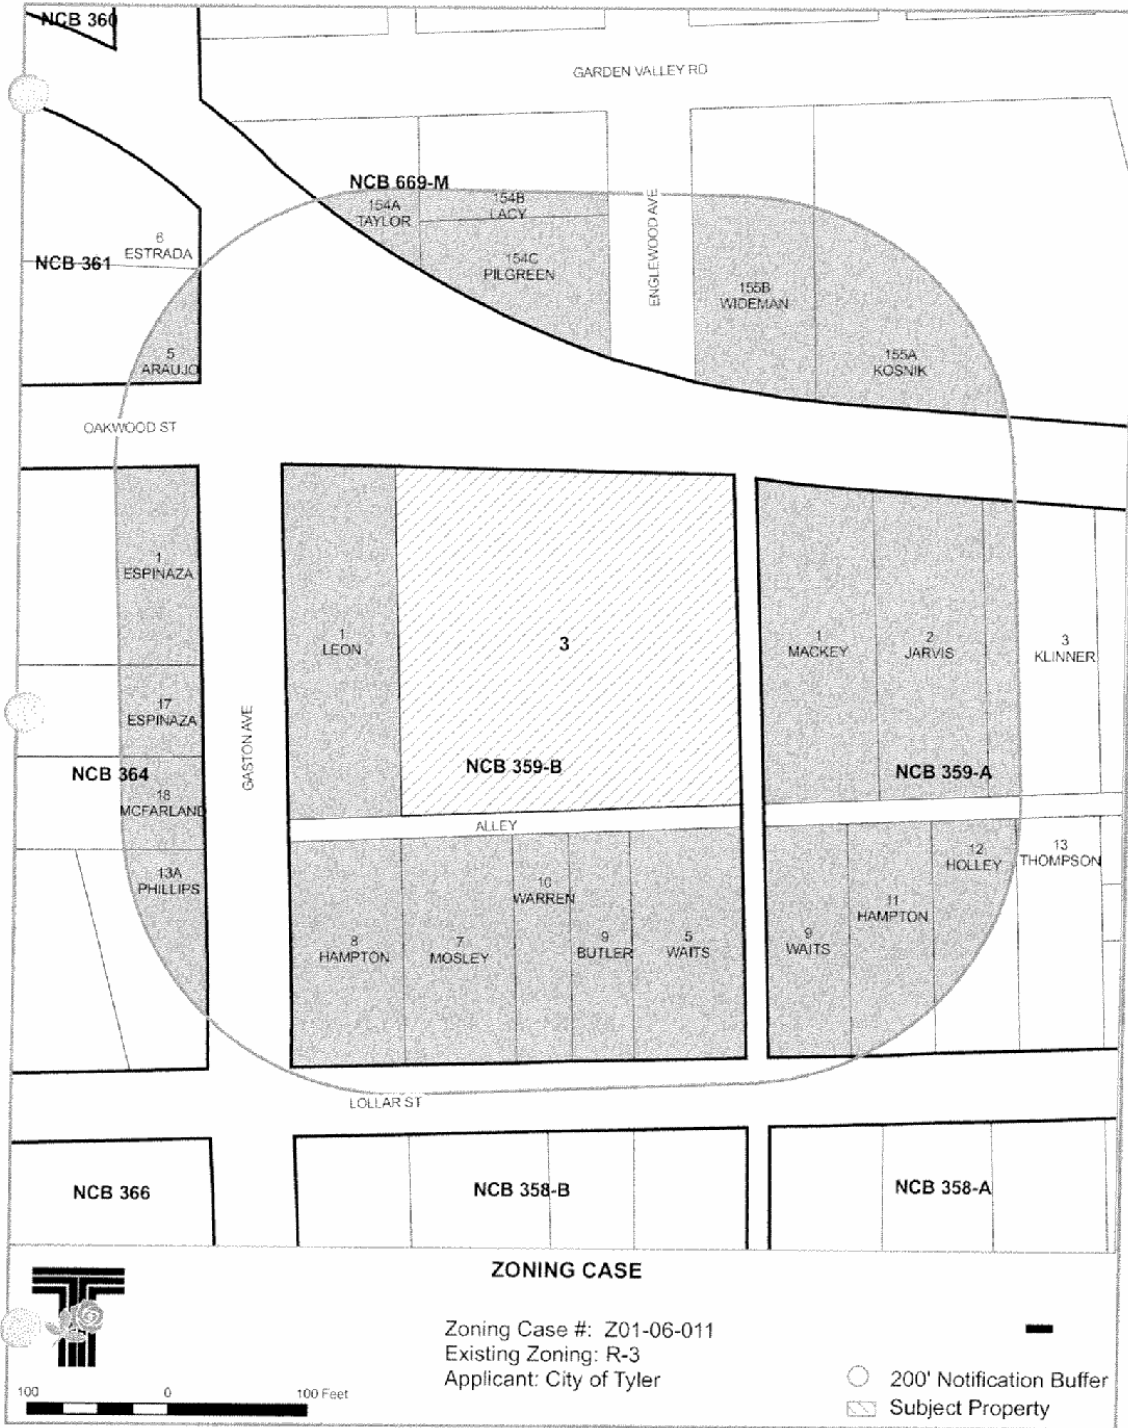 NCB 360
GARDEN VALLEY RD
NCB 669-M
154A
TAYLOR
154B
LACY
154C
PILGREEN
ENGLEWOOD AVE
155B
WIDEMAN
155A
KOSNIK
6
ESTRADA
NCB 361
5
ARAUJO
OAKWOOD ST
1
ESPINAZA
17
ESPINAZA
NCB 364
18
MCFARLAND
13A
PHILLIPS
GASTON AVE
1
LEON
3
NCB 359-B
ALLEY
1
MACKEY
2
JARVIS
3
KLINNER
NCB 359-A
8
HAMPTON
7
MOSLEY
10
WARREN
9
BUTLER
5
WAITS
9
WAITS
11
HAMPTON
12
HOLLEY
13
THOMPSON
LOLLAR ST
NCB 366
NCB 358-B
NCB 358-A
ZONING CASE
Zoning Case #: Z01-06-011
Existing Zoning: R-3
Applicant: City of Tyler
100 0 100 Feet
200' Notification Buffer
Subject Property